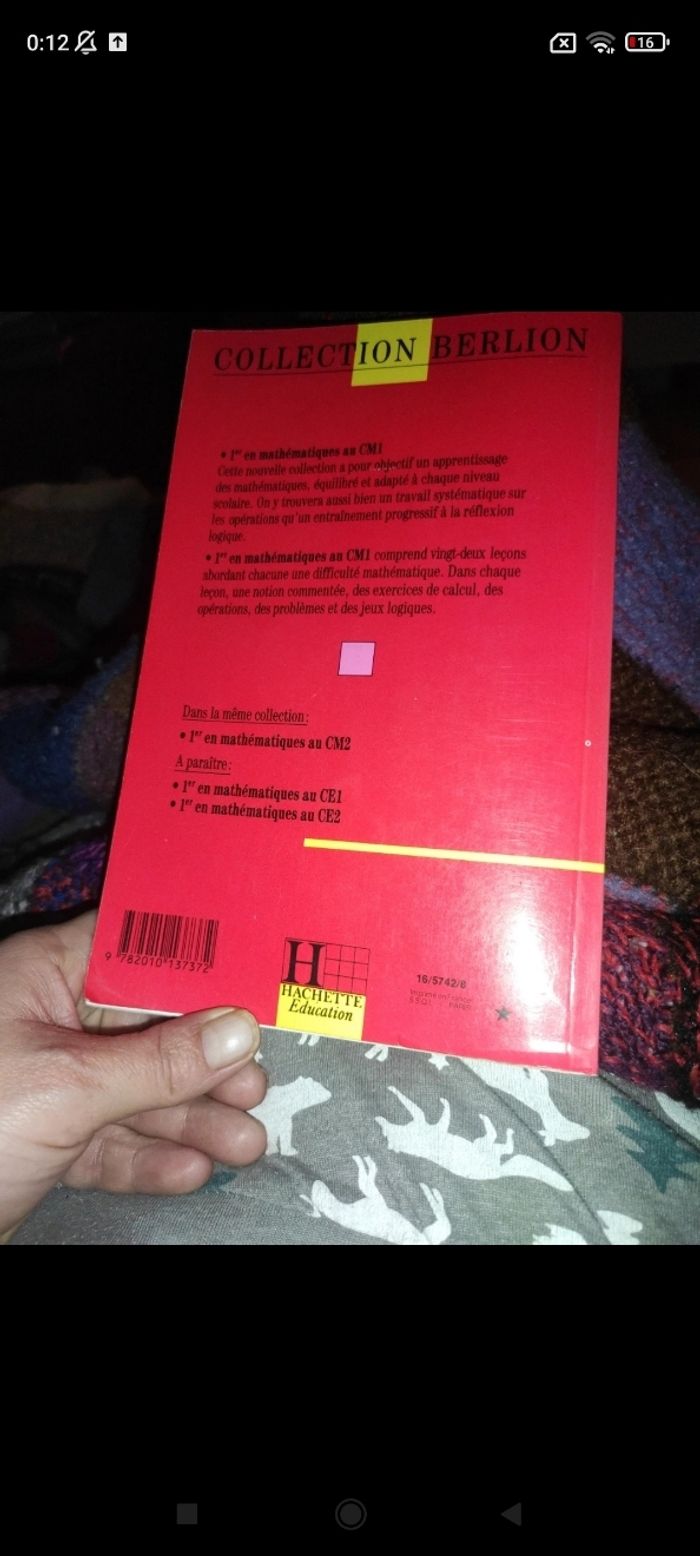 0:12
16
COLLECTION BERLION
• 1er en mathématiques au CM1
Cette nouvelle collection a pour objectif un apprentissage
des mathématiques, équilibré et adapté à chaque niveau
scolaire. On y trouvera aussi bien un travail systématique sur
les opérations qu'un entraînement progressif à la réflexion
logique.
• 1er en mathématiques au CM1 comprend vingt-deux leçons
abordant chacune une difficulté mathématique. Dans chaque
leçon, une notion commentée, des exercices de calcul, des
opérations, des problèmes et des jeux logiques.
Dans la même collection :
• 1er en mathématiques au CM2
A paraître :
• 1er en mathématiques au CE1
• 1er en mathématiques au CE2
9 782010 137372
H
HACHETTE
Education
16/5742/8
Imprimé en France